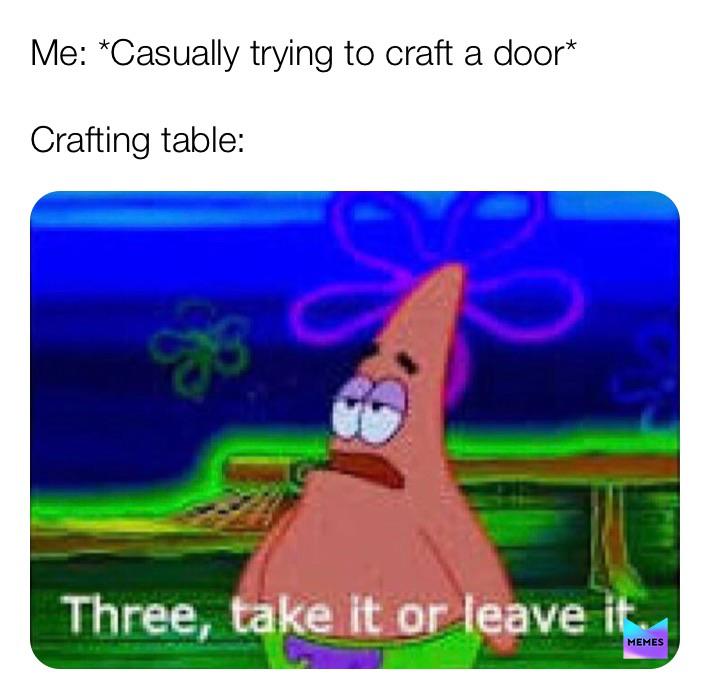 Me: *Casually trying to craft a door*
Crafting table:
Three, take it or leave it.
MEMES